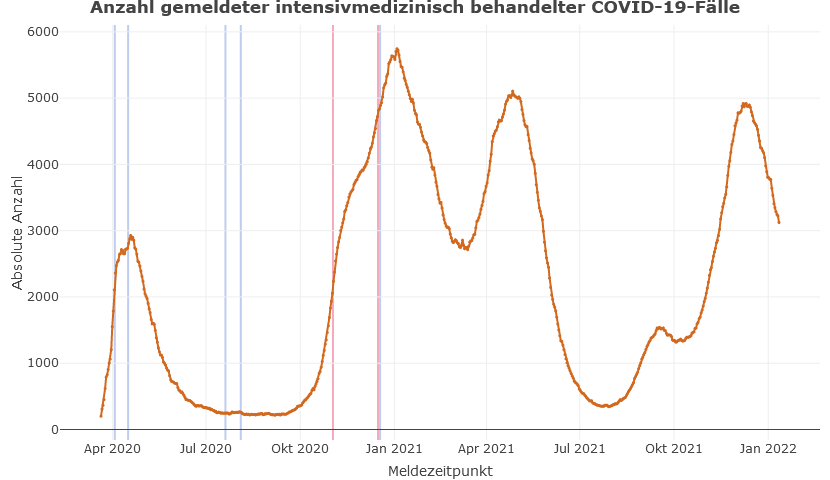 Anzahl gemeldeter intensivmedizinisch behandelter COVID-19-Fälle
6000
5000
4000
3000
2000
1000
0
Absolute Anzahl
Apr 2020 Jul 2020 Okt 2020 Jan 2021 Apr 2021 Jul 2021 Okt 2021 Jan 2022
Meldezeitpunkt